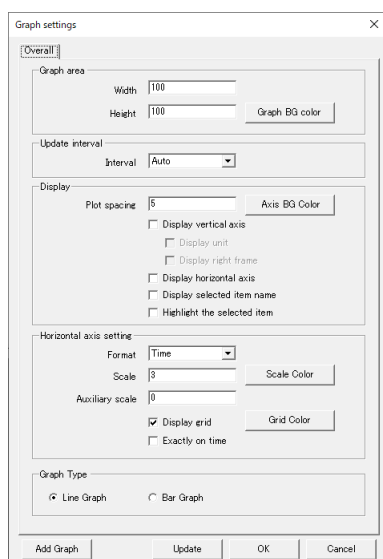 Graph settings
Overall
Graph area
Width 100
Height 100 Graph BG color
Update interval
Interval Auto
Display
Plot spacing 5 Axis BG Color
Display vertical axis
Display unit
Display right frame
Display horizontal axis
Display selected item name
Highlight the selected item
Horizontal axis setting
Format Time
Scale 3 Scale Color
Auxiliary scale 0
Display grid Grid Color
Exactly on time
Graph Type
Line Graph Bar Graph
Add Graph Update OK Cancel